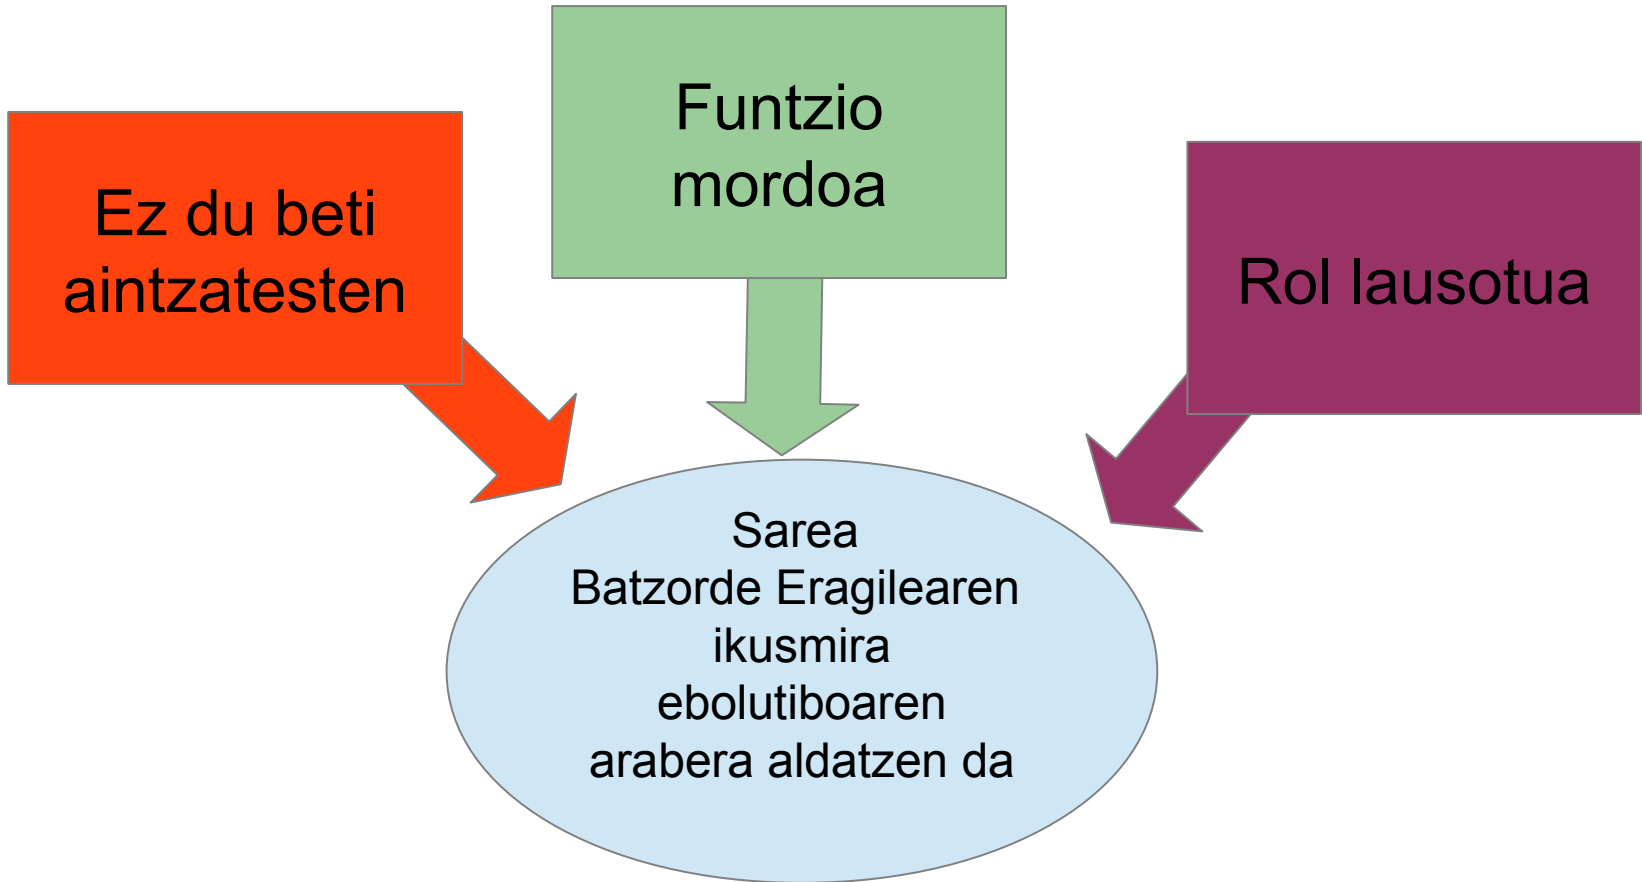 Ez du beti
aintzatesten
Funtzio
mordoa
Rol lausotua
Sarea
Batzorde Eragilearen
ikusmira
ebolutiboaren
arabera aldatzen da